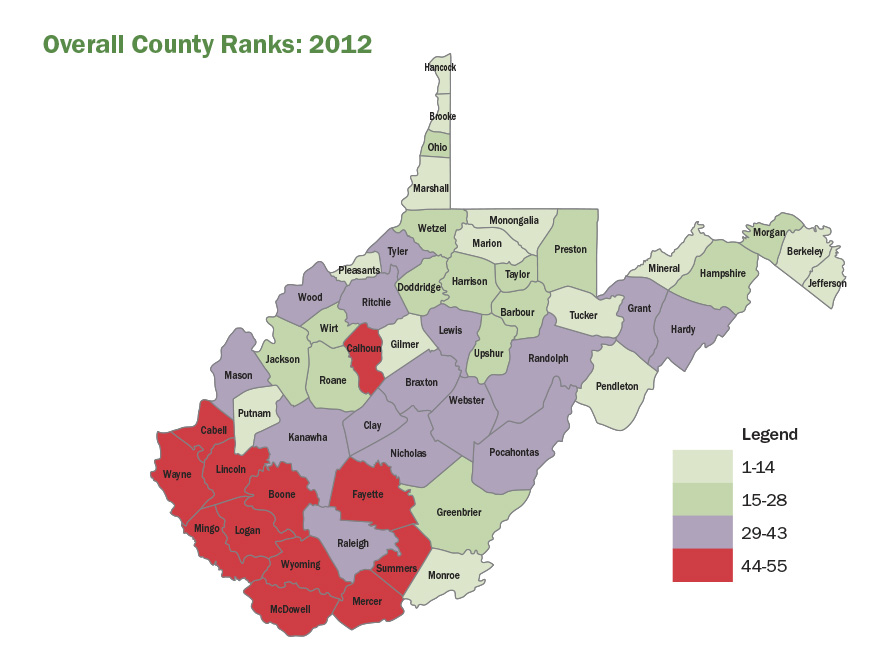 Overall County Ranks: 2012
Hancock
Brooke
Ohio
Marshall
Wetzel
Monongalia
Marion
Preston
Tyler
Morgan
Berkeley
Jefferson
Mineral
Hampshire
Pleasants
Doddridge
Harrison
Taylor
Wood
Ritchie
Barbour
Tucker
Grant
Hardy
Wirt
Lewis
Calhoun
Gilmer
Upshur
Randolph
Jackson
Roane
Mason
Braxton
Pendleton
Webster
Putnam
Cabell
Kanawha
Clay
Nicholas
Pocahontas
Wayne
Lincoln
Boone
Fayette
Greenbrier
Mingo
Logan
Raleigh
Wyoming
Summers
Monroe
McDowell
Mercer
Legend
1-14
15-28
29-43
44-55